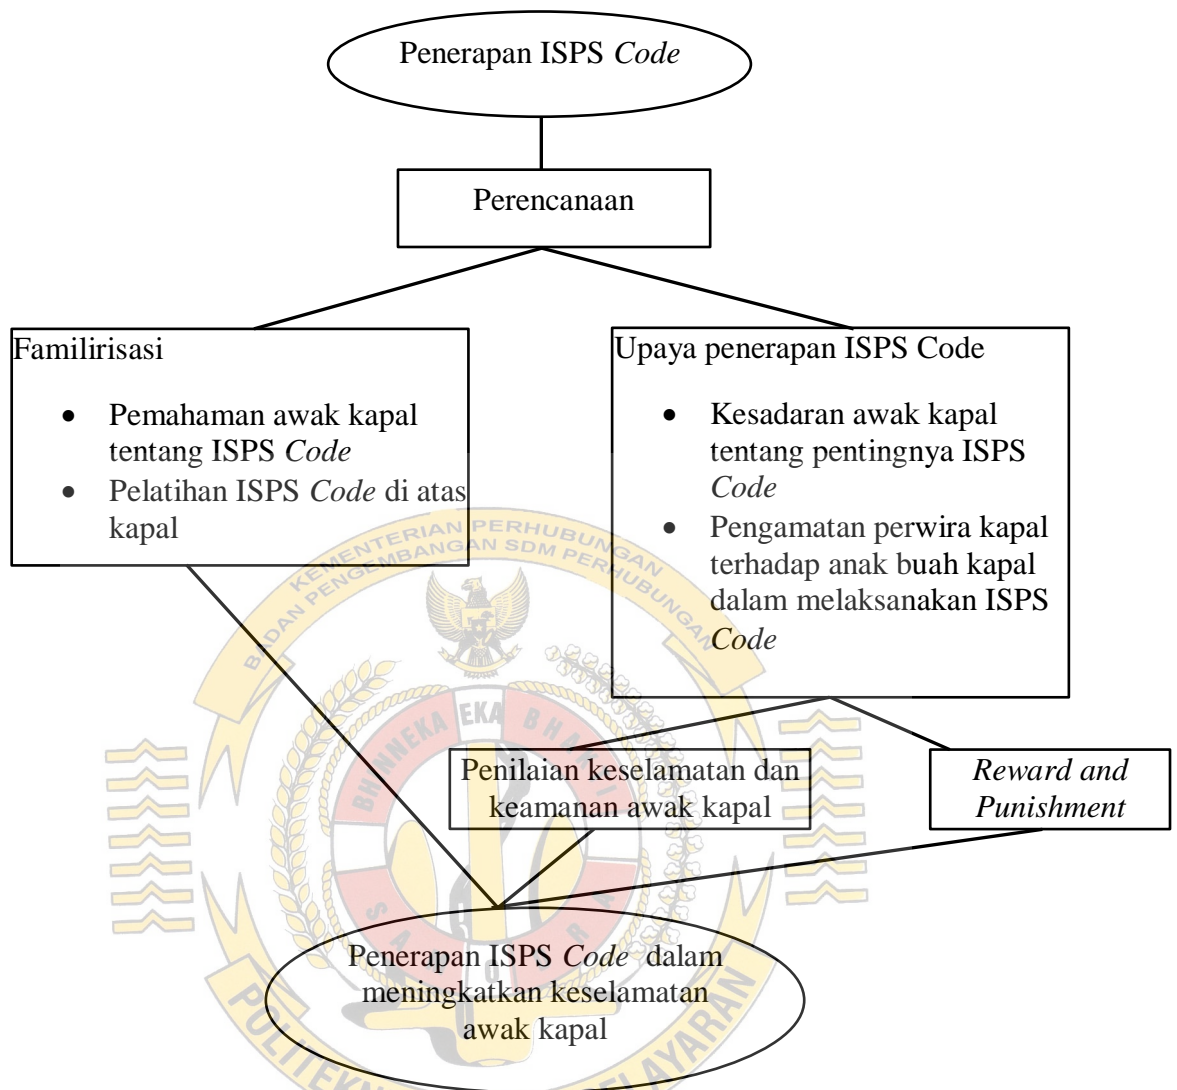 Penerapan ISPS Code
Perencanaan
Familirisasi
• Pemahaman awak kapal
tentang ISPS Code
• Pelatihan ISPS Code di atas
kapal
Upaya penerapan ISPS Code
• Kesadaran awak kapal
tentang pentingnya ISPS
Code
• Pengamatan perwira kapal
terhadap anak buah kapal
dalam melaksanakan ISPS
Code
KEMENTERIAN PERHUBUNGAN
BADAN PENGEMBANGAN SDM PERHUBUNGAN
BHINNEKA EKA BHAKTI
Penilaian keselamatan dan
keamanan awak kapal
Reward and
Punishment
Penerapan ISPS Code dalam
meningkatkan keselamatan
awak kapal